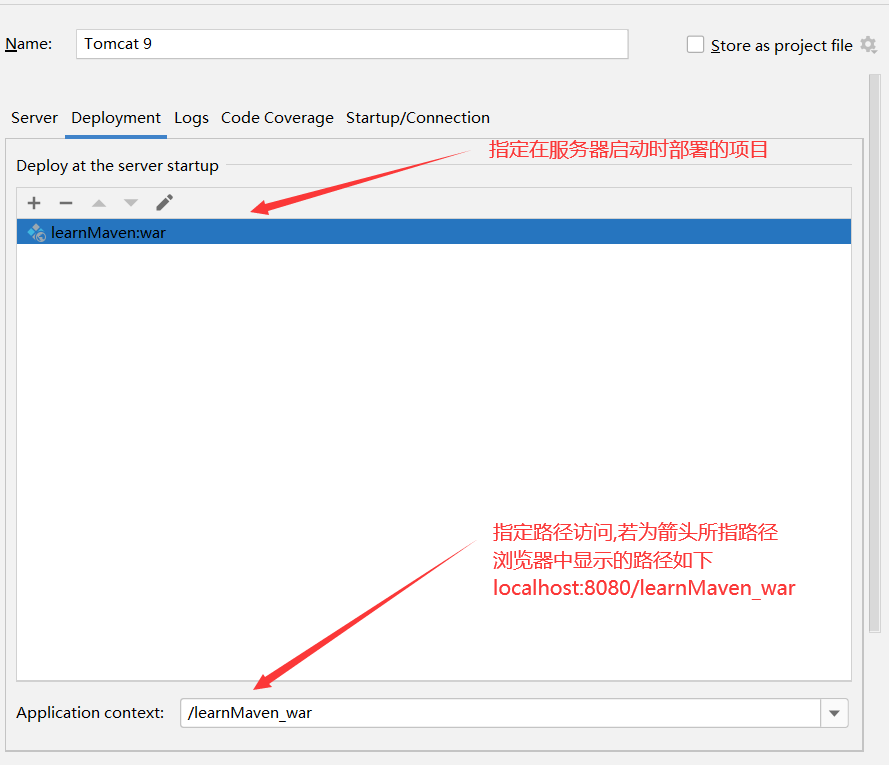 Name: Tomcat 9 Store as project file
Server Deployment Logs Code Coverage Startup/Connection
指定在服务器启动时部署的项目
Deploy at the server startup
learnMaven:war
指定路径访问,若为箭头所指路径
浏览器中显示的路径如下
localhost:8080/learnMaven_war
Application context: /learnMaven_war